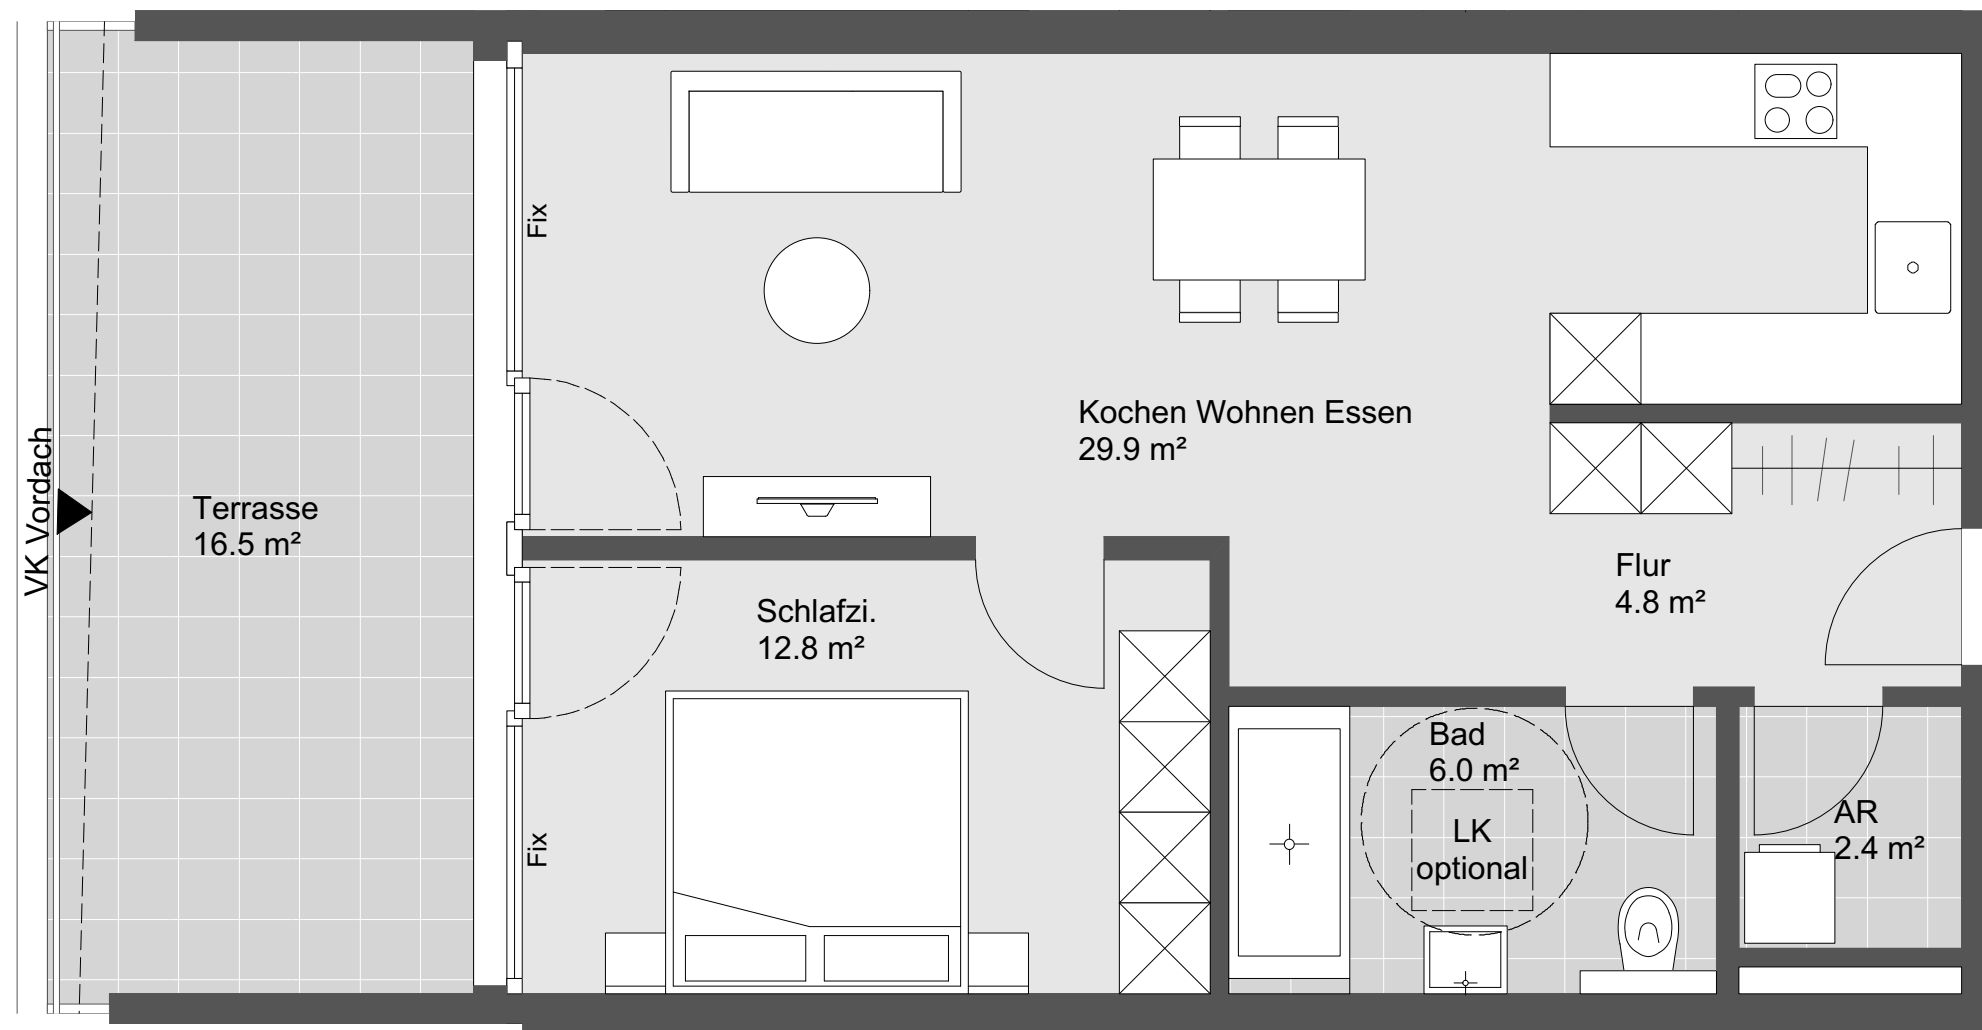 Fix
Kochen Wohnen Essen
29.9 m²
VK Vordach
Terrasse
16.5 m²
Flur
4.8 m²
Schlafzi.
12.8 m²
Bad
6.0 m²
LK
optional
AR
2.4 m²
Fix